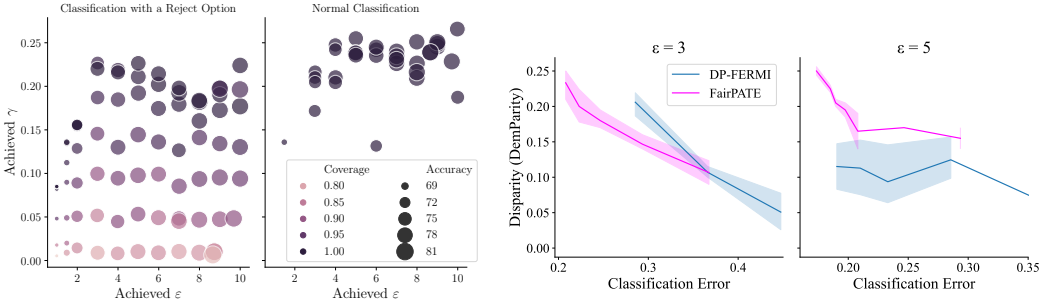 Classification with a Reject Option
Normal Classification
Achieved γ
0.25
0.20
0.15
0.10
0.05
0.00
2 4 6 8 10
Achieved ε
2 4 6 8 10
Achieved ε
Coverage Accuracy
0.80 69
0.85 72
0.90 75
0.95 78
1.00 81
ε = 3
ε = 5
DP-FERMI
FairPATE
Disparity (DemParity)
0.25
0.20
0.15
0.10
0.05
0.00
0.2 0.3 0.4
Classification Error
0.20 0.25 0.30 0.35
Classification Error